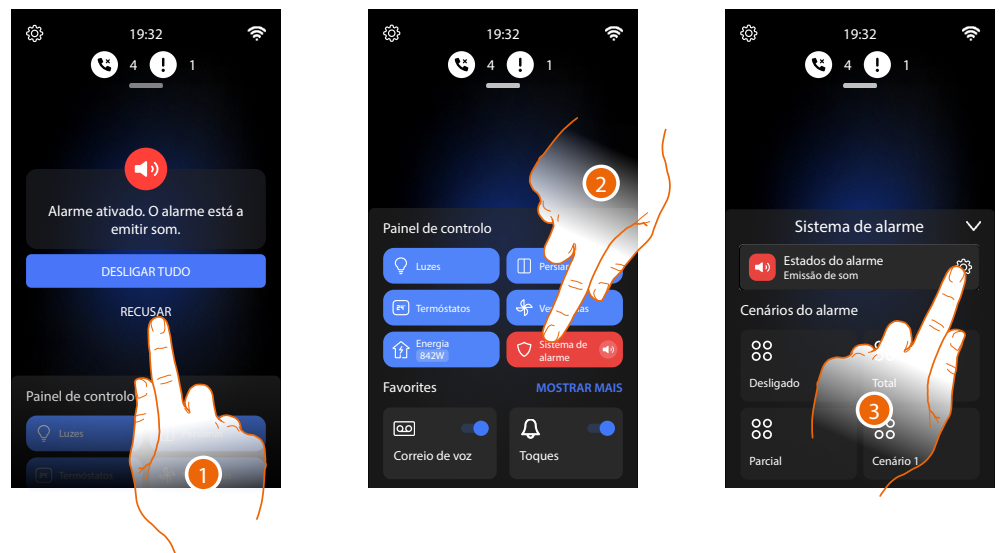 19:32
4
1
Alarme ativado. O alarme está a
emitir som.
DESLIGAR TUDO
RECUSAR
Painel de controlo
Luzes
Termóstatos
1
19:32
4
1
2
Painel de controlo
Luzes
Termóstatos
Energia
842W
Sistema de
alarme
Favorites
MOSTRAR MAIS
Correio de voz
Toques
19:32
4
1
Sistema de alarme
Estados do alarme
Emissão de som
Cenários do alarme
Desligado
Total
3
Parcial
Cenário 1